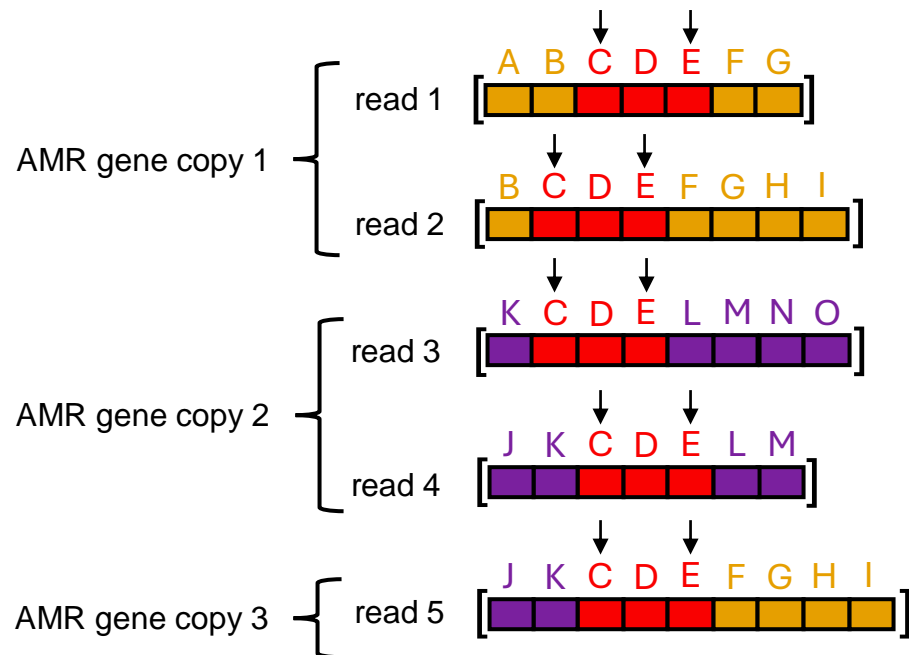 A B C D E F G
read 1
AMR gene copy 1
B C D E F G H I
read 2
K C D E L M N O
read 3
AMR gene copy 2
J K C D E L M
read 4
J K C D E F G H I
AMR gene copy 3 read 5